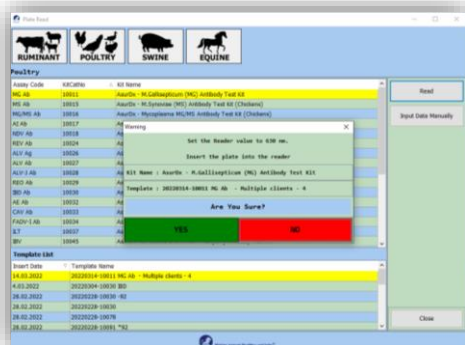 Plate Read
RUMINANT POULTRY SWINE EQUINE
Poultry
Assay Code KitCatNo Kit Name
MG Ab 10011 AsurDx - M.Gallisepticum (MG) Antibody Test Kit
MS Ab 10015 AsurDx - M.Synoviae (MS) Antibody Test Kit (Chickens)
MG/MS Ab 10016 AsurDx - Mycoplasma MG/MS Antibody Test Kit (Chickens)
AI Ab 10017
NDV Ab 10018
REV Ab 10024
ALV Ag 10026
ALV Ab 10027
ALV-J Ab 10028
REO Ab 10029
IBD Ab 10030
AE Ab 10032
CAV Ab 10033
FADV-I Ab 10034
ILT 10037
IBV 10045
Read
Input Data Manually
Warning
Set the Reader value to 630 nm.
Insert the plate into the reader
Kit Name : AsurDx - M.Gallisepticum (MG) Antibody Test Kit
Template : 20220314-10011 MG Ab - Multiple clients - 4
Are You Sure?
YES NO
Template List
Insert Date Template Name
14.03.2022 20220314-10011 MG Ab - Multiple clients - 4
4.03.2022 20220304-10030 IBD
28.02.2022 20220228-10030 -92
28.02.2022 20220228-10030
28.02.2022 20220228-10078
28.02.2022 20220228-10081 *92
Close